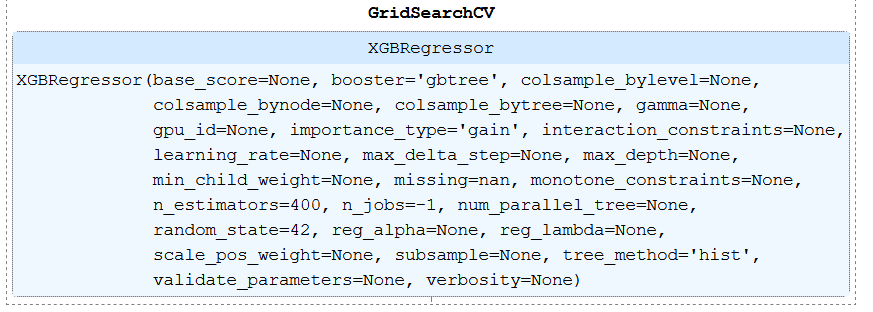 GridSearchCV
XGBRegressor
XGBRegressor(base_score=None, booster='gbtree', colsample_bylevel=None,
colsample_bynode=None, colsample_bytree=None, gamma=None,
gpu_id=None, importance_type='gain', interaction_constraints=None,
learning_rate=None, max_delta_step=None, max_depth=None,
min_child_weight=None, missing=nan, monotone_constraints=None,
n_estimators=400, n_jobs=-1, num_parallel_tree=None,
random_state=42, reg_alpha=None, reg_lambda=None,
scale_pos_weight=None, subsample=None, tree_method='hist',
validate_parameters=None, verbosity=None)